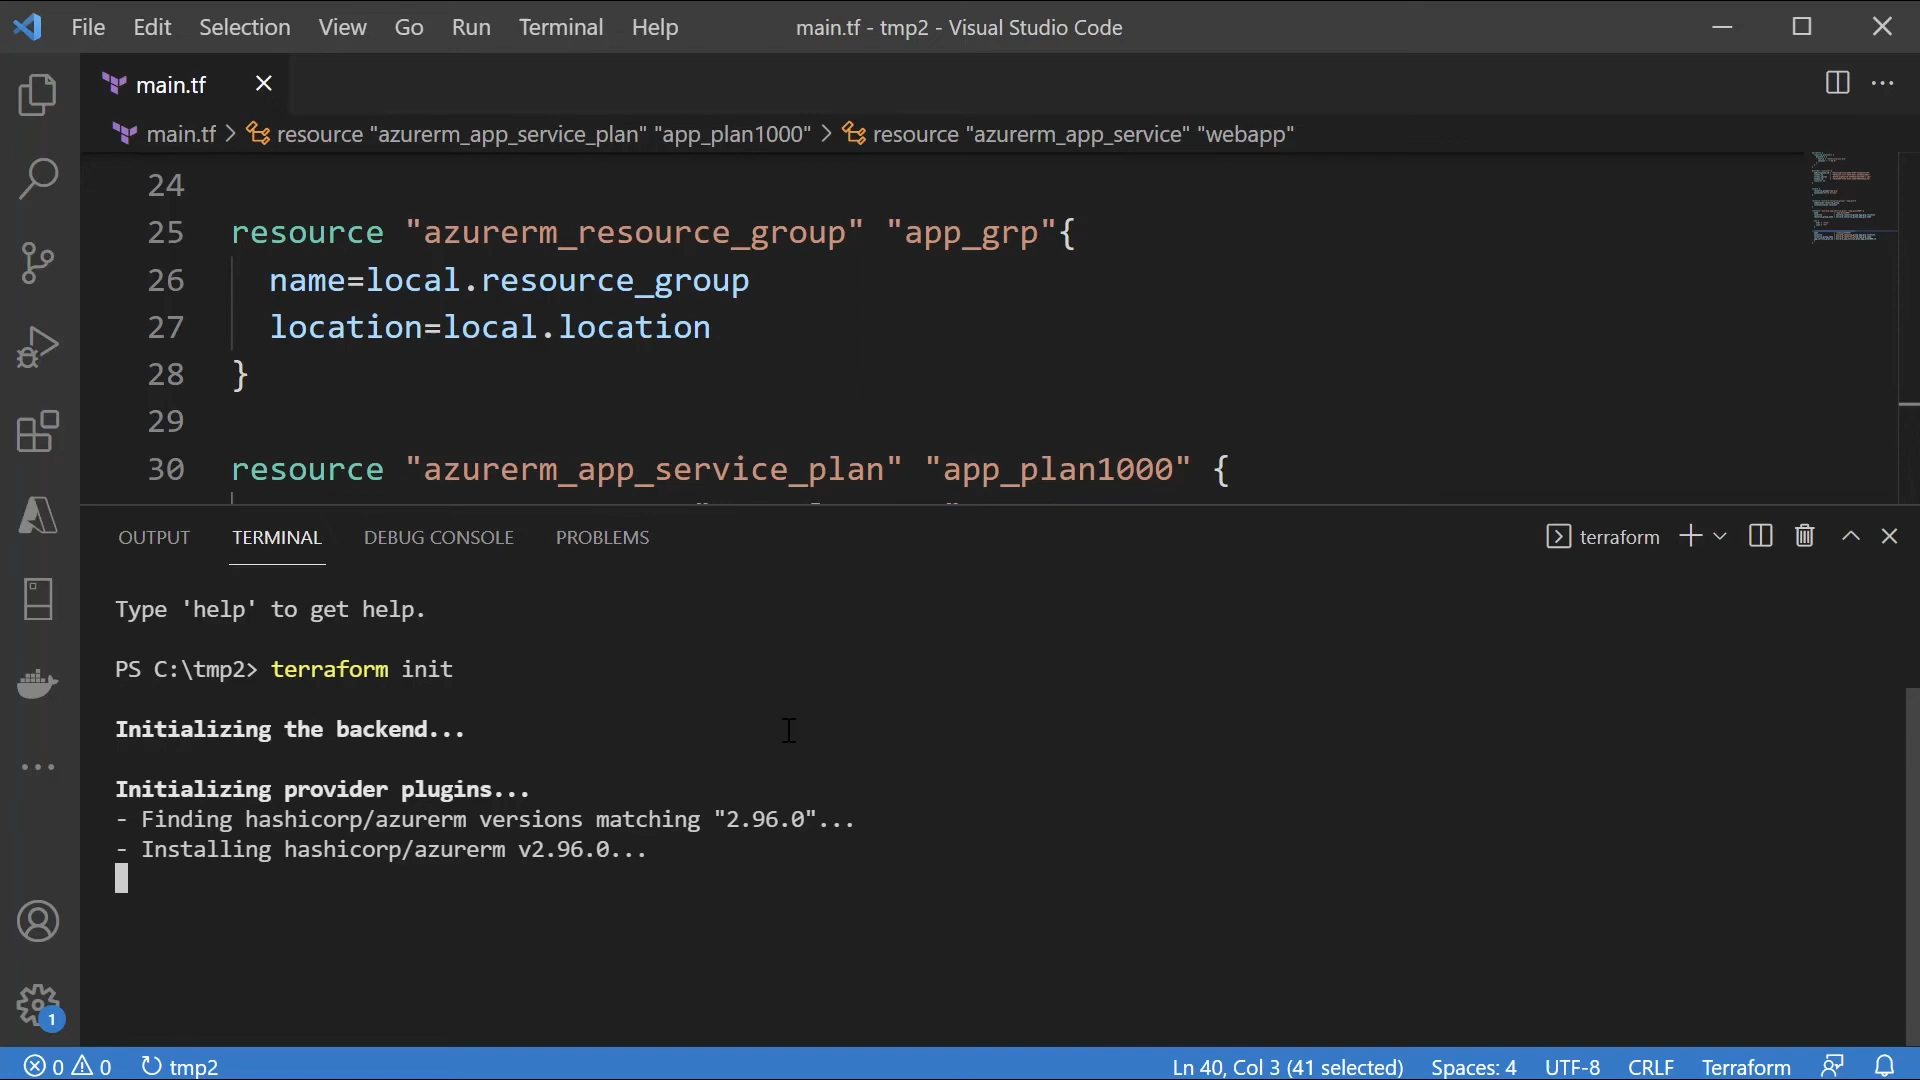 File Edit Selection View Go Run Terminal Help main.tf - tmp2 - Visual Studio Code
main.tf
main.tf > resource "azurerm_app_service_plan" "app_plan1000" > resource "azurerm_app_service" "webapp"
24
25 resource "azurerm_resource_group" "app_grp"{
26 name=local.resource_group
27 location=local.location
28 }
29
30 resource "azurerm_app_service_plan" "app_plan1000" {
OUTPUT TERMINAL DEBUG CONSOLE PROBLEMS terraform
Type 'help' to get help.
PS C:\tmp2> terraform init
Initializing the backend...
Initializing provider plugins...
- Finding hashicorp/azurerm versions matching "2.96.0"...
- Installing hashicorp/azurerm v2.96.0...
1
0 0 tmp2 Ln 40, Col 3 (41 selected) Spaces: 4 UTF-8 CRLF Terraform